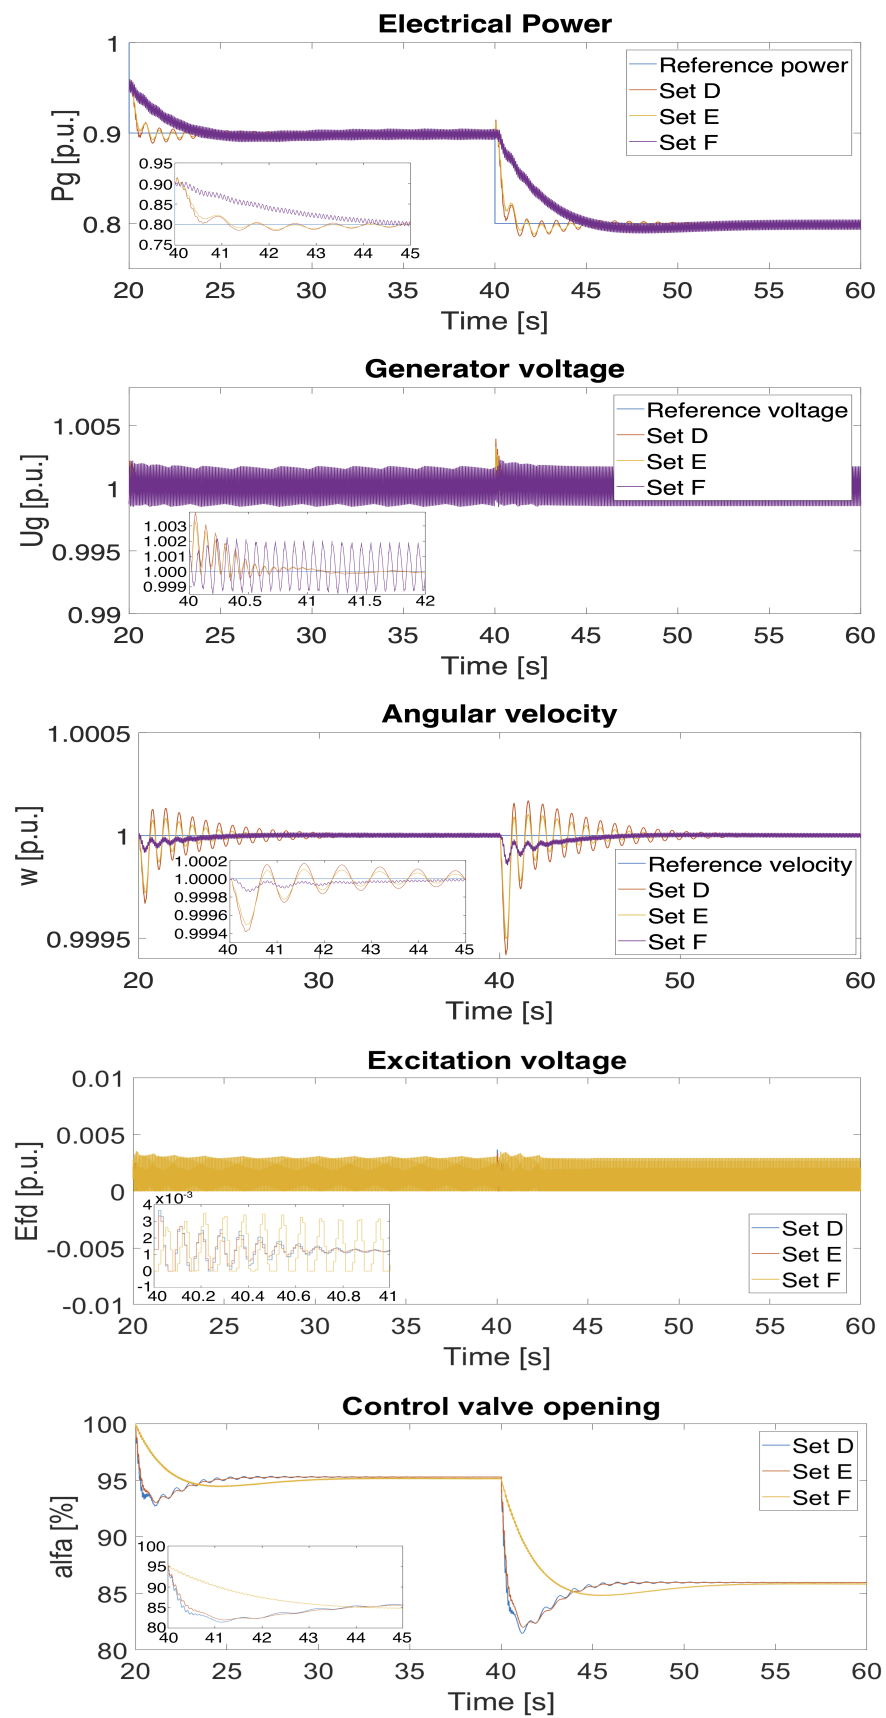 Electrical Power
Pg [p.u.]
1
0.9
0.8
Reference power
Set D
Set E
Set F
0.95
0.90
0.85
0.80
0.75
40 41 42 43 44 45
20 25 30 35 40 45 50 55 60
Time [s]
Generator voltage
Ug [p.u.]
1.005
1
0.995
0.99
Reference voltage
Set D
Set E
Set F
1.003
1.002
1.001
1.000
0.999
40 40.5 41 41.5 42
20 25 30 35 40 45 50 55 60
Time [s]
Angular velocity
w [p.u.]
1.0005
1
0.9995
Reference velocity
Set D
Set E
Set F
1.0002
1.0000
0.9998
0.9996
0.9994
40 41 42 43 44 45
20 30 40 50 60
Time [s]
Excitation voltage
Efd [p.u.]
0.01
0.005
0
-0.005
-0.01
Set D
Set E
Set F
×10-3
4
3
2
1
0
-1
40 40.2 40.4 40.6 40.8 41
20 25 30 35 40 45 50 55 60
Time [s]
Control valve opening
alfa [%]
100
95
90
85
80
Set D
Set E
Set F
100
95
90
85
80
40 41 42 43 44 45
20 25 30 35 40 45 50 55 60
Time [s]